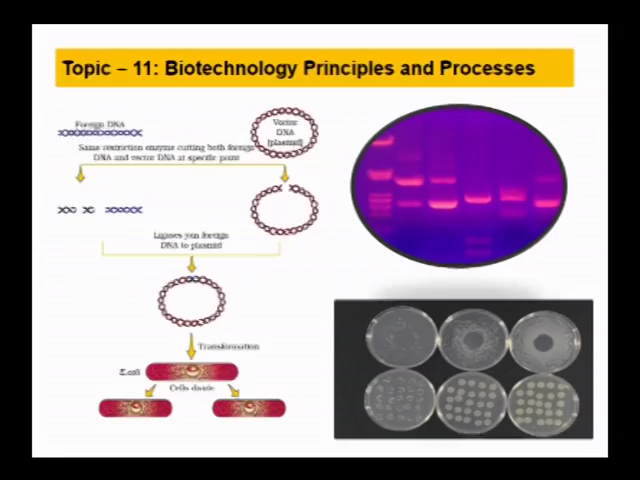 Topic – 11: Biotechnology Principles and Processes
Foreign DNA
Vector
DNA
(plasmid)
Same restriction enzyme cutting both foreign
DNA and vector DNA at specific point
Ligases join foreign
DNA to plasmid
Transformation
E.coli
Cells divide